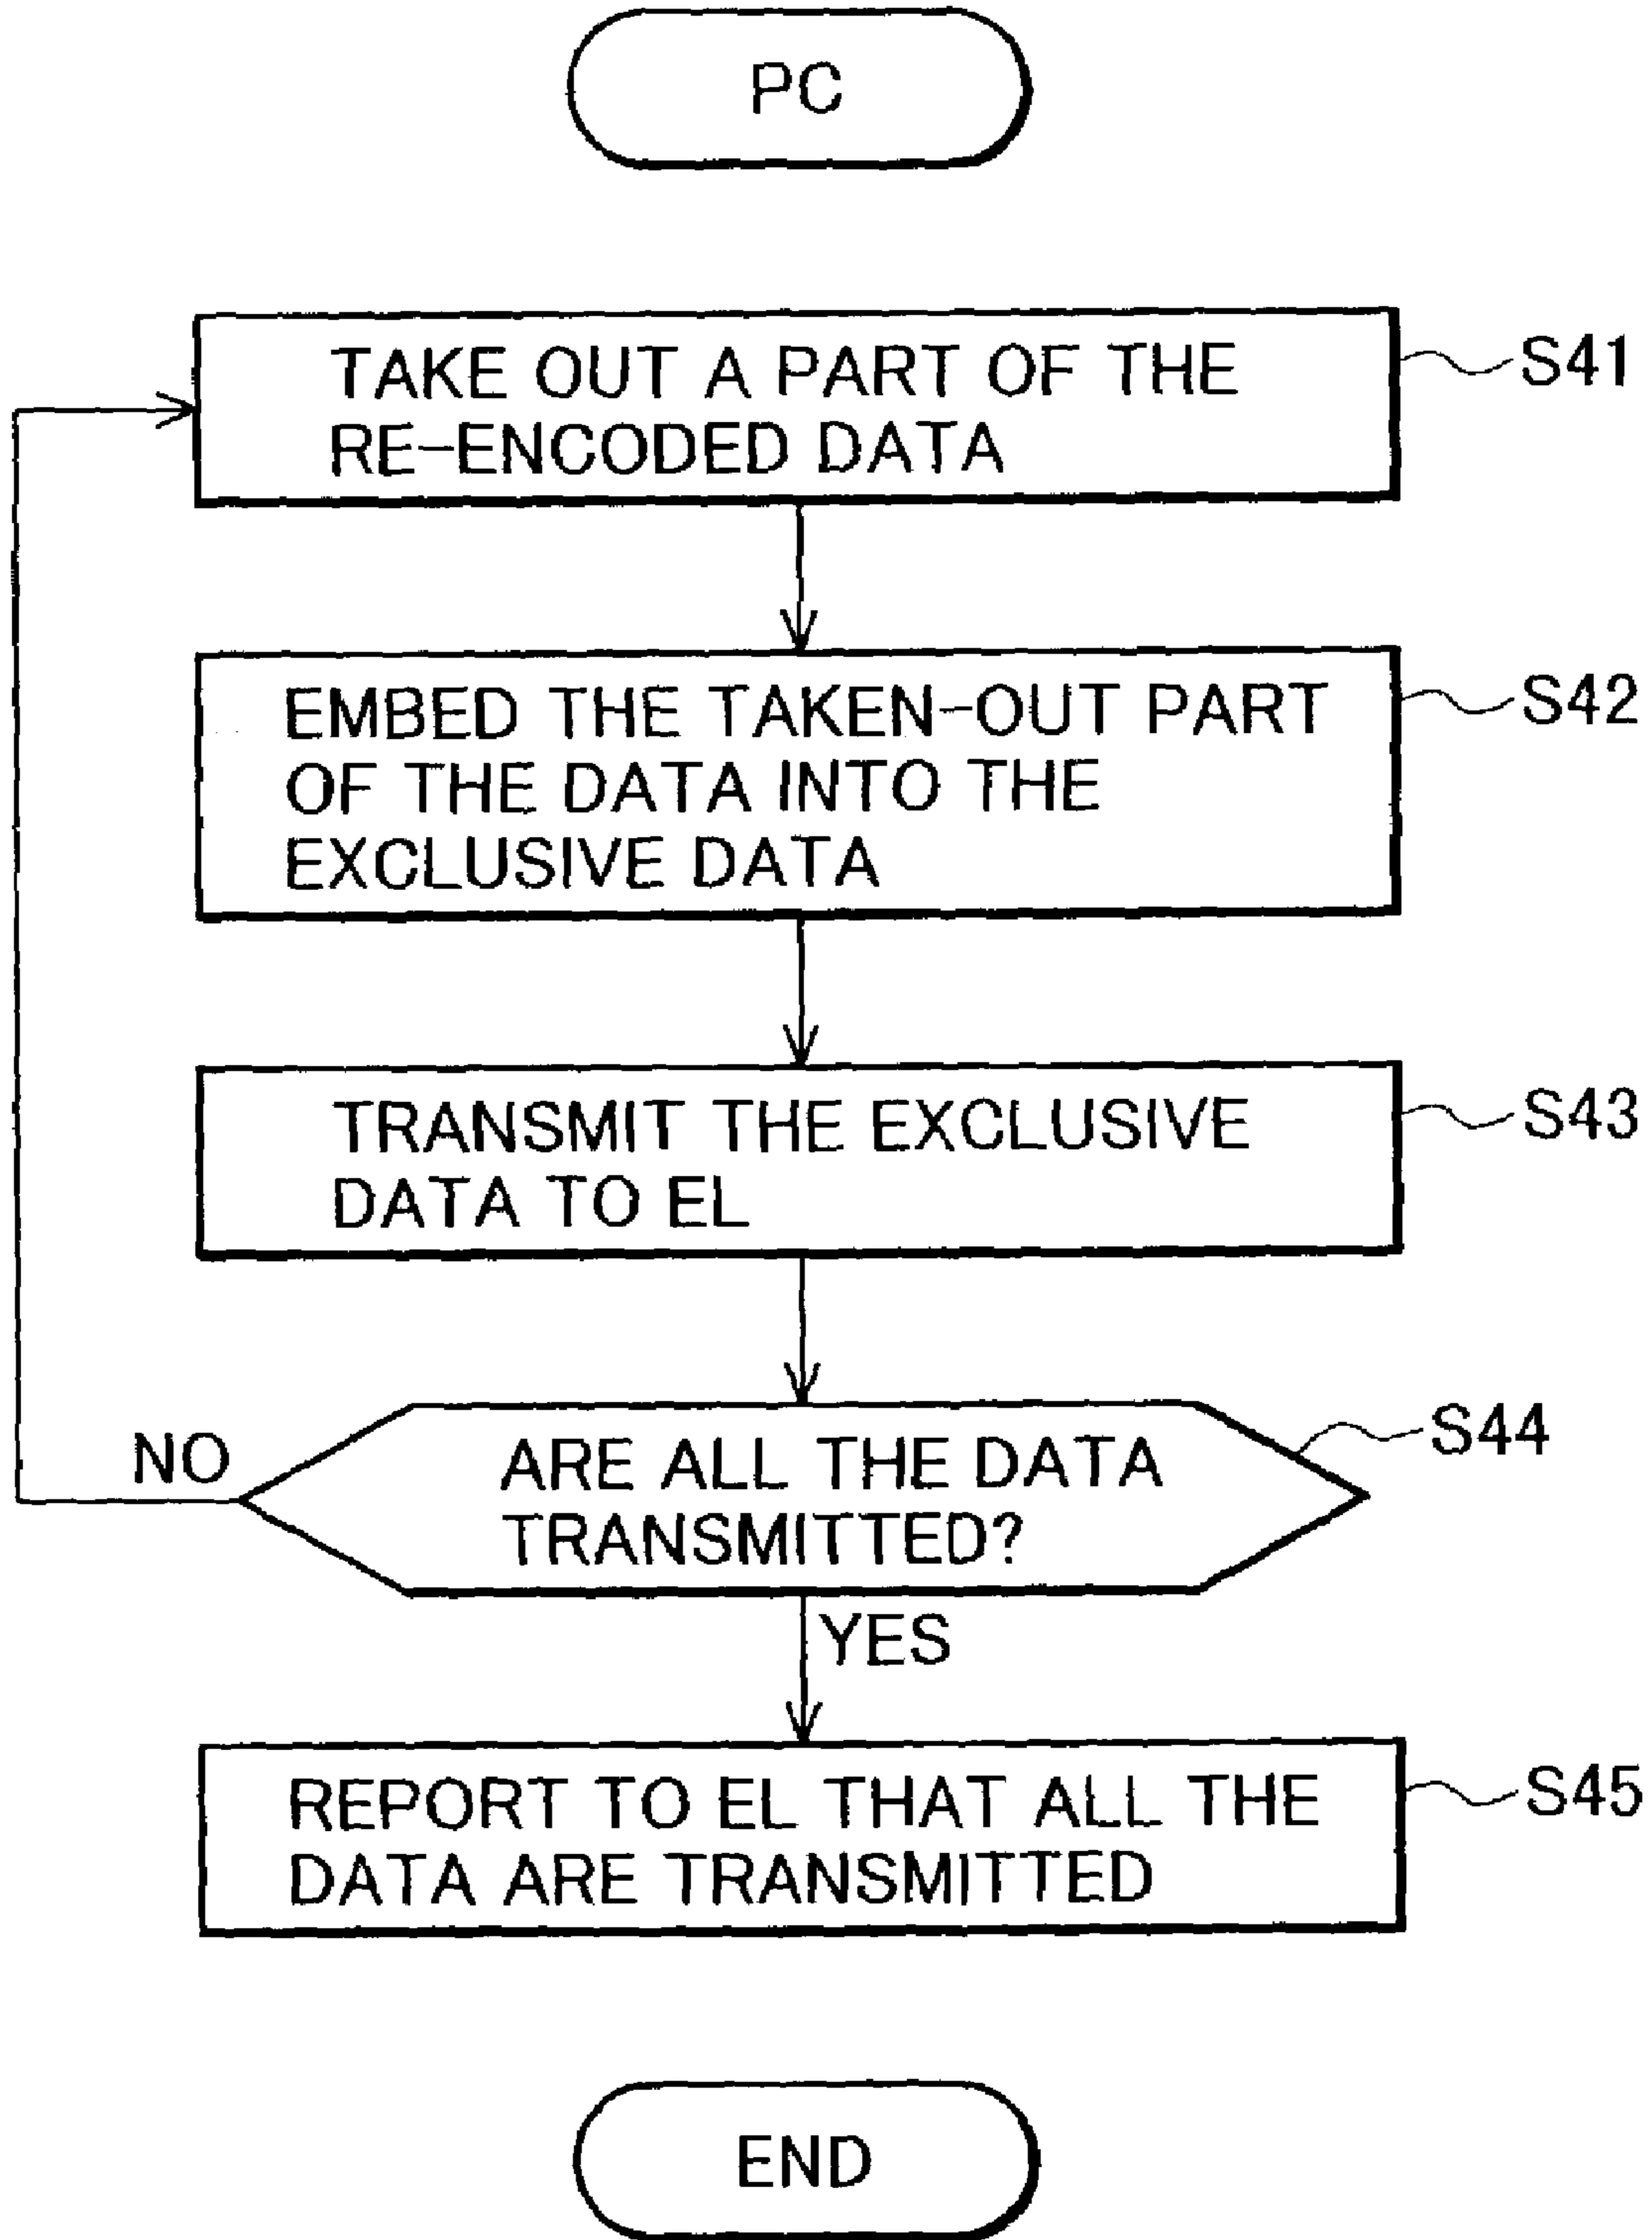 PC
TAKE OUT A PART OF THE
RE-ENCODED DATA
S41
EMBED THE TAKEN-OUT PART
OF THE DATA INTO THE
EXCLUSIVE DATA
S42
TRANSMIT THE EXCLUSIVE
DATA TO EL
S43
ARE ALL THE DATA
TRANSMITTED?
S44
NO
YES
REPORT TO EL THAT ALL THE
DATA ARE TRANSMITTED
S45
END